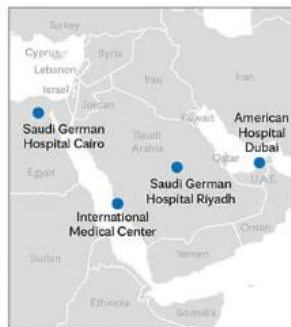 Turkey
Cyprus
Syria
Lebanon
Israel
Iraq
Iran
Jordan
Kuwait
Saudi German
Hospital Cairo
Saudi
Arabia
American
Hospital
Dubai
Qatar
U.A.E.
Egypt
Saudi German
Hospital Riyadh
International
Medical Center
Oman
Sudan
Yemen
Ethiopia
Somalia